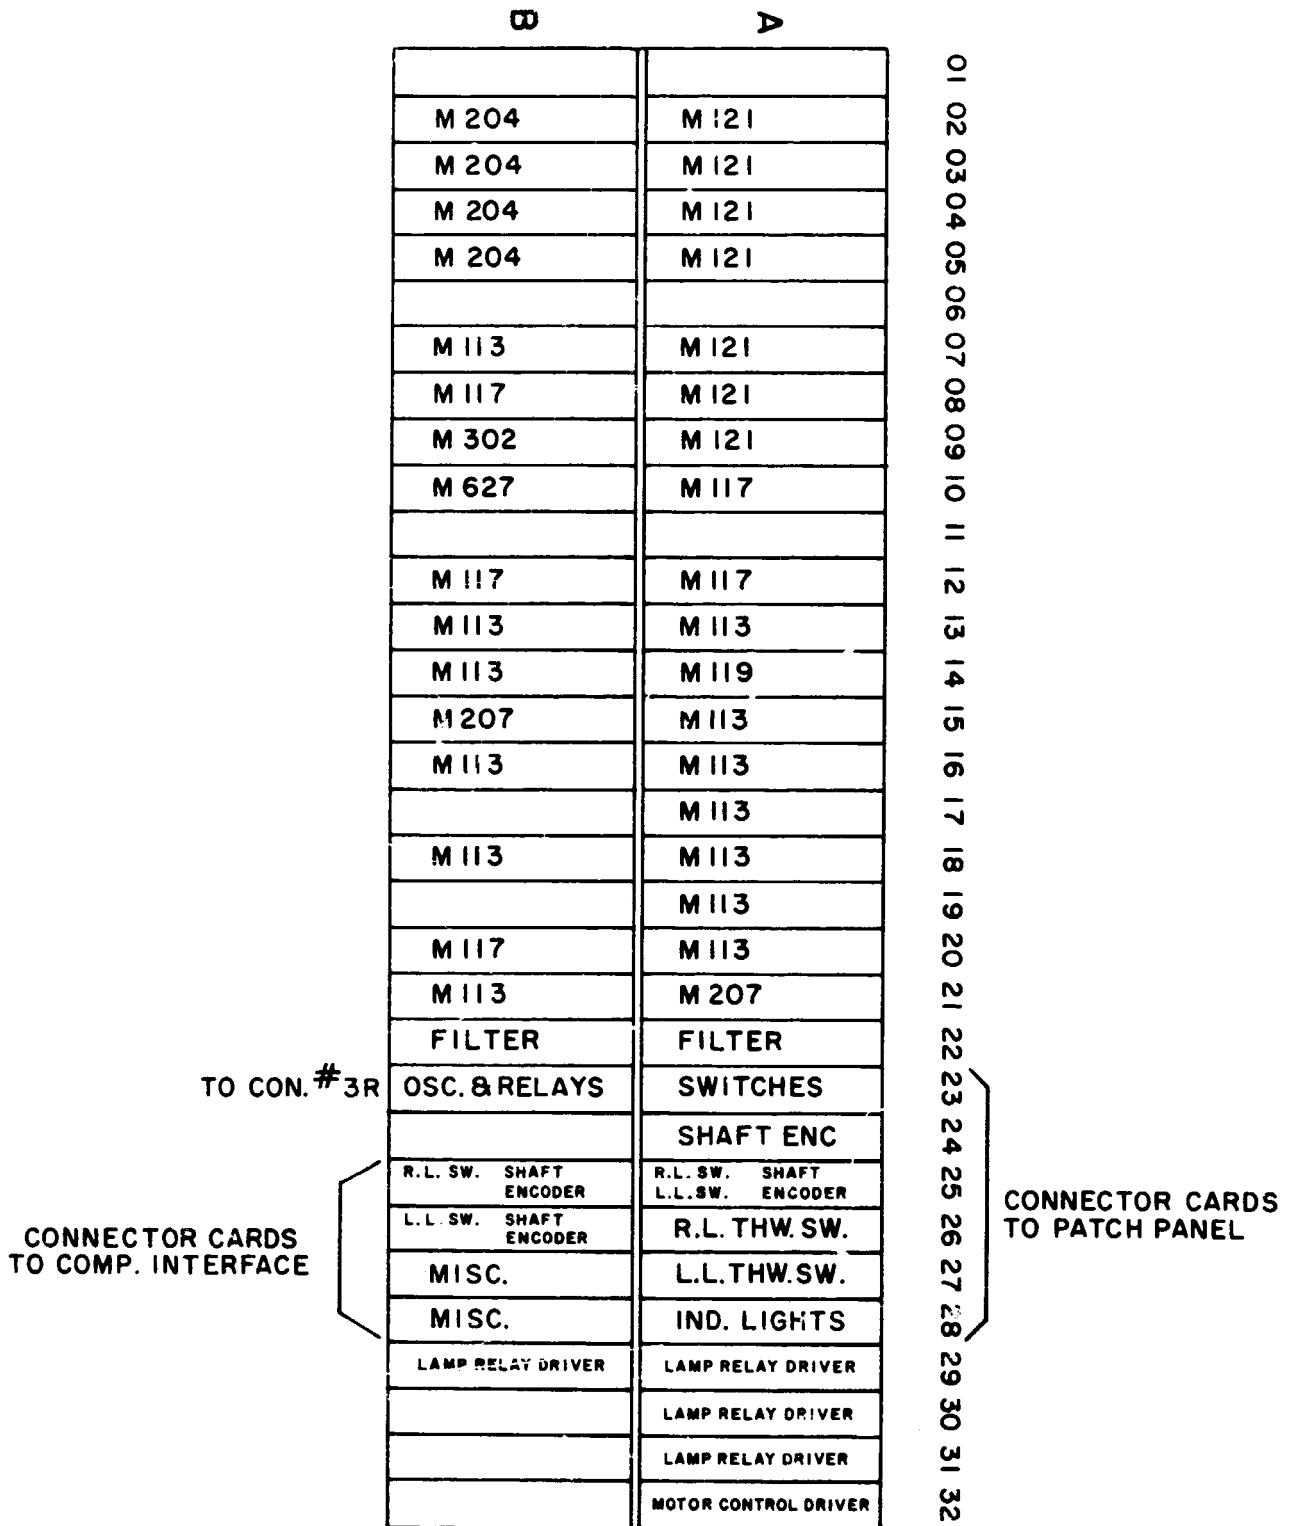 B A
01
M 204 M 121 02
M 204 M 121 03
M 204 M 121 04
M 204 M 121 05
06
M 113 M 121 07
M 117 M 121 08
M 302 M 121 09
M 627 M 117 10
11
M 117 M 117 12
M 113 M 113 13
M 113 M 119 14
M 207 M 113 15
M 113 M 113 16
M 113 17
M 113 M 113 18
M 113 19
M 117 M 113 20
M 113 M 207 21
FILTER FILTER 22
TO CON. #3R OSC. & RELAYS SWITCHES 23
SHAFT ENC 24
R.L. SW. SHAFT ENCODER
R.L. SW. SHAFT
L.L. SW. ENCODER
25
L.L. SW. SHAFT ENCODER
R.L. THW. SW. 26
CONNECTOR CARDS
TO COMP. INTERFACE
CONNECTOR CARDS
TO PATCH PANEL
MISC. L.L. THW. SW. 27
MISC. IND. LIGHTS 28
LAMP RELAY DRIVER LAMP RELAY DRIVER 29
LAMP RELAY DRIVER 30
LAMP RELAY DRIVER 31
MOTOR CONTROL DRIVER 32